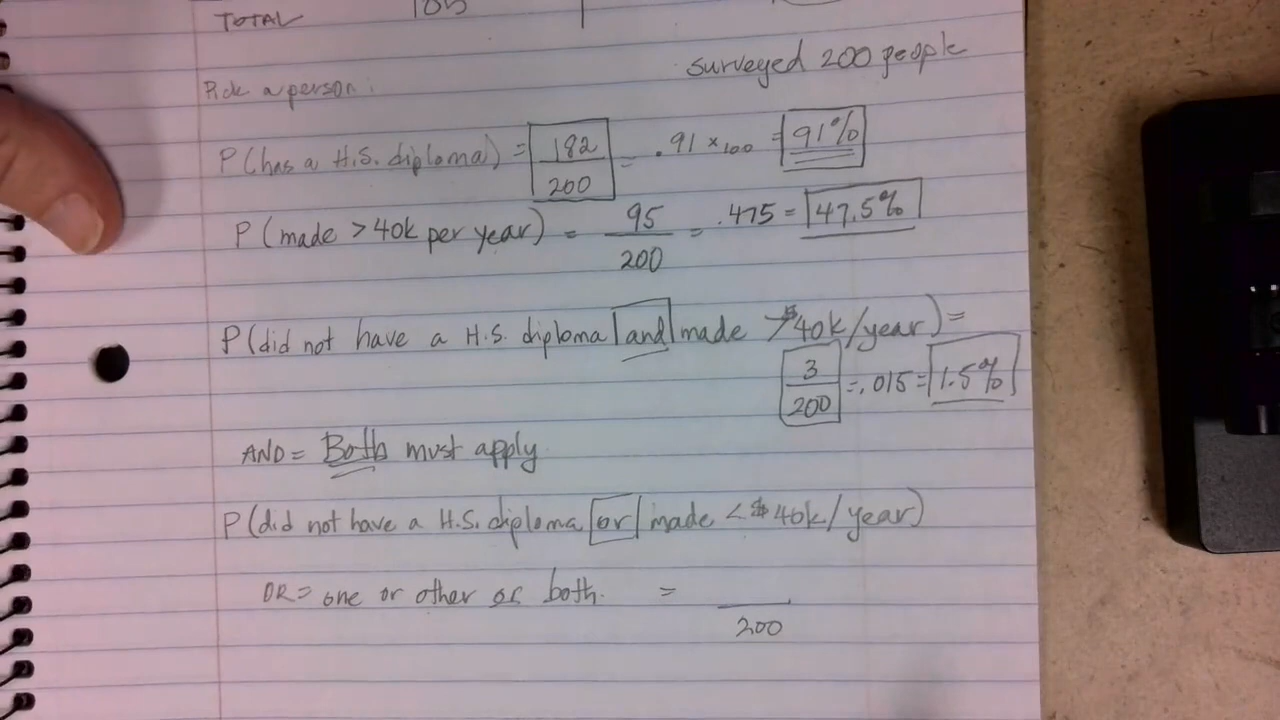 TOTAL 105
surveyed 200 people
Pick a person.
P(has a H.S. diploma) = 182/200 = .91 × 100 = 91%
P(made >40k per year) = 95/200 = .475 = 47.5%
P(did not have a H.S. diploma and made >$40k/year) =
3/200 = .015 = 1.5%
AND = Both must apply
P(did not have a H.S. diploma or made <$40k/year)
OR = one or other or both. = /200